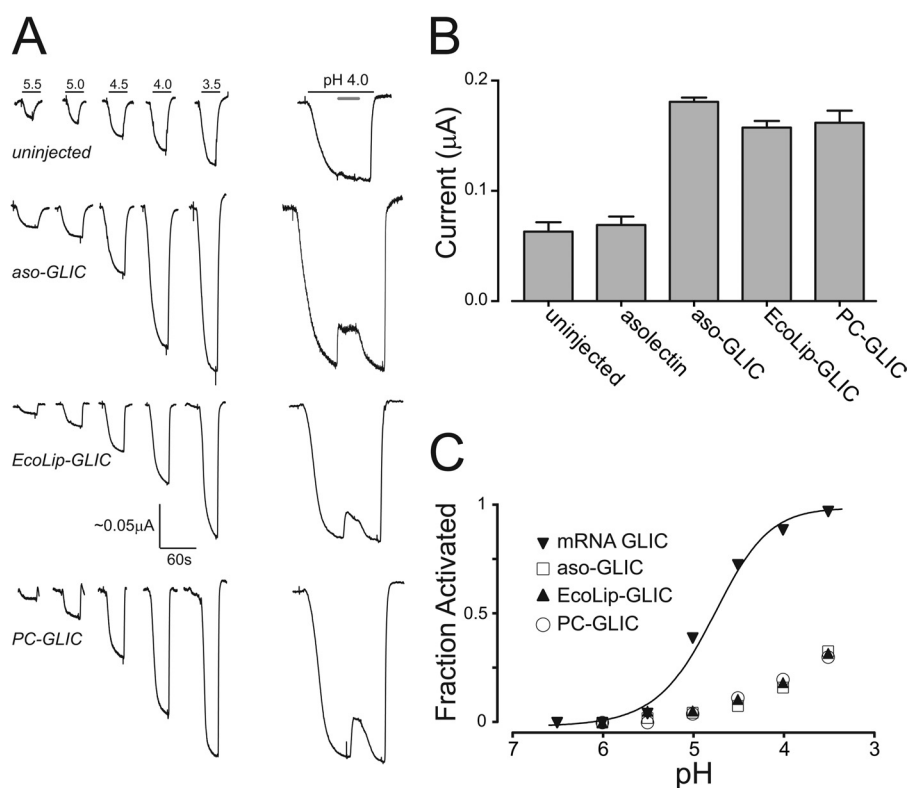 A
5.5 5.0 4.5 4.0 3.5 pH 4.0
uninjected
aso-GLIC
EcoLip-GLIC
~0.05μA
60s
PC-GLIC
B
Current (μA)
0.2
0.1
0.0
uninjected
asolectin
aso-GLIC
EcoLip-GLIC
PC-GLIC
C
Fraction Activated
1
0.5
0
mRNA GLIC
aso-GLIC
EcoLip-GLIC
PC-GLIC
7 6 5 4 3
pH